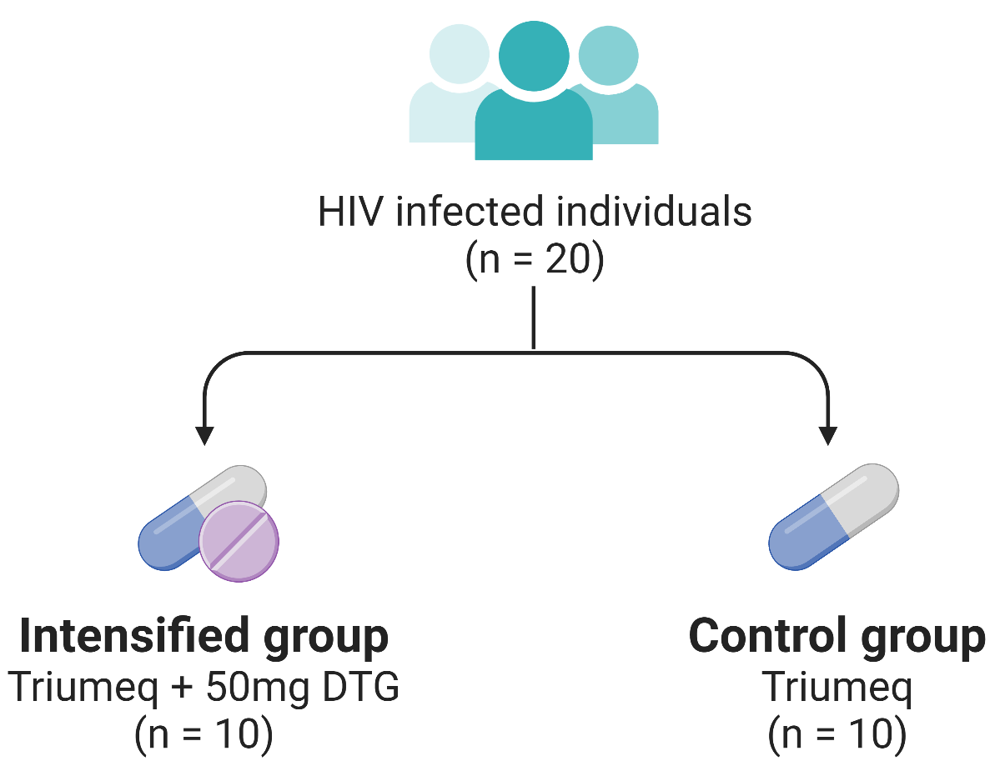 HIV infected individuals
(n = 20)
Intensified group
Triumeq + 50mg DTG
(n = 10)
Control group
Triumeq
(n = 10)